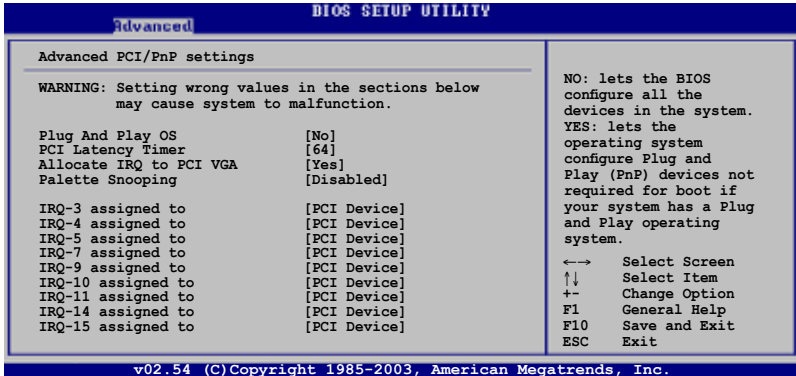 BIOS SETUP UTILITY
Advanced
Advanced PCI/PnP settings
WARNING: Setting wrong values in the sections below
may cause system to malfunction.
Plug And Play OS [No]
PCI Latency Timer [64]
Allocate IRQ to PCI VGA [Yes]
Palette Snooping [Disabled]
IRQ-3 assigned to [PCI Device]
IRQ-4 assigned to [PCI Device]
IRQ-5 assigned to [PCI Device]
IRQ-7 assigned to [PCI Device]
IRQ-9 assigned to [PCI Device]
IRQ-10 assigned to [PCI Device]
IRQ-11 assigned to [PCI Device]
IRQ-14 assigned to [PCI Device]
IRQ-15 assigned to [PCI Device]
NO: lets the BIOS
configure all the
devices in the system.
YES: lets the
operating system
configure Plug and
Play (PnP) devices not
required for boot if
your system has a Plug
and Play operating
system.
←→ Select Screen
↑↓ Select Item
+- Change Option
F1 General Help
F10 Save and Exit
ESC Exit
v02.54 (C)Copyright 1985-2003, American Megatrends, Inc.